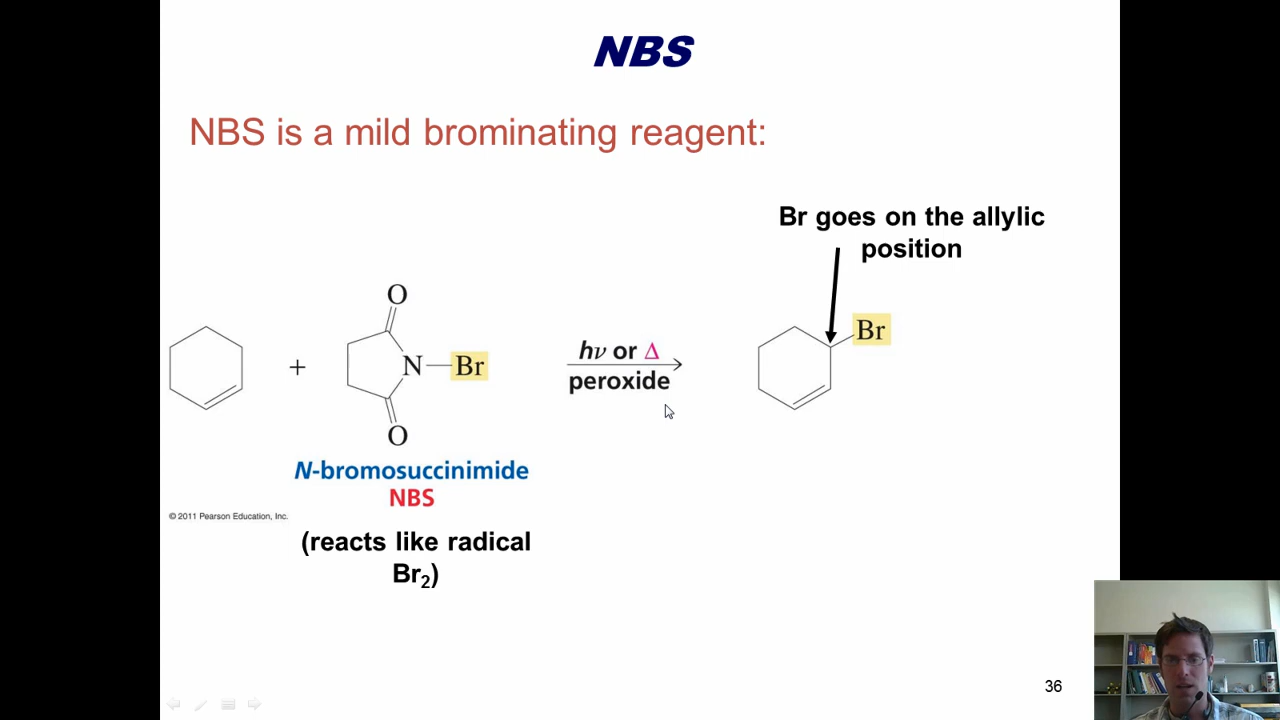 NBS
NBS is a mild brominating reagent:
Br goes on the allylic
position
O
N
Br
O
+
hν or Δ
peroxide
Br
N-bromosuccinimide
NBS
© 2011 Pearson Education, Inc.
(reacts like radical
Br₂)
36